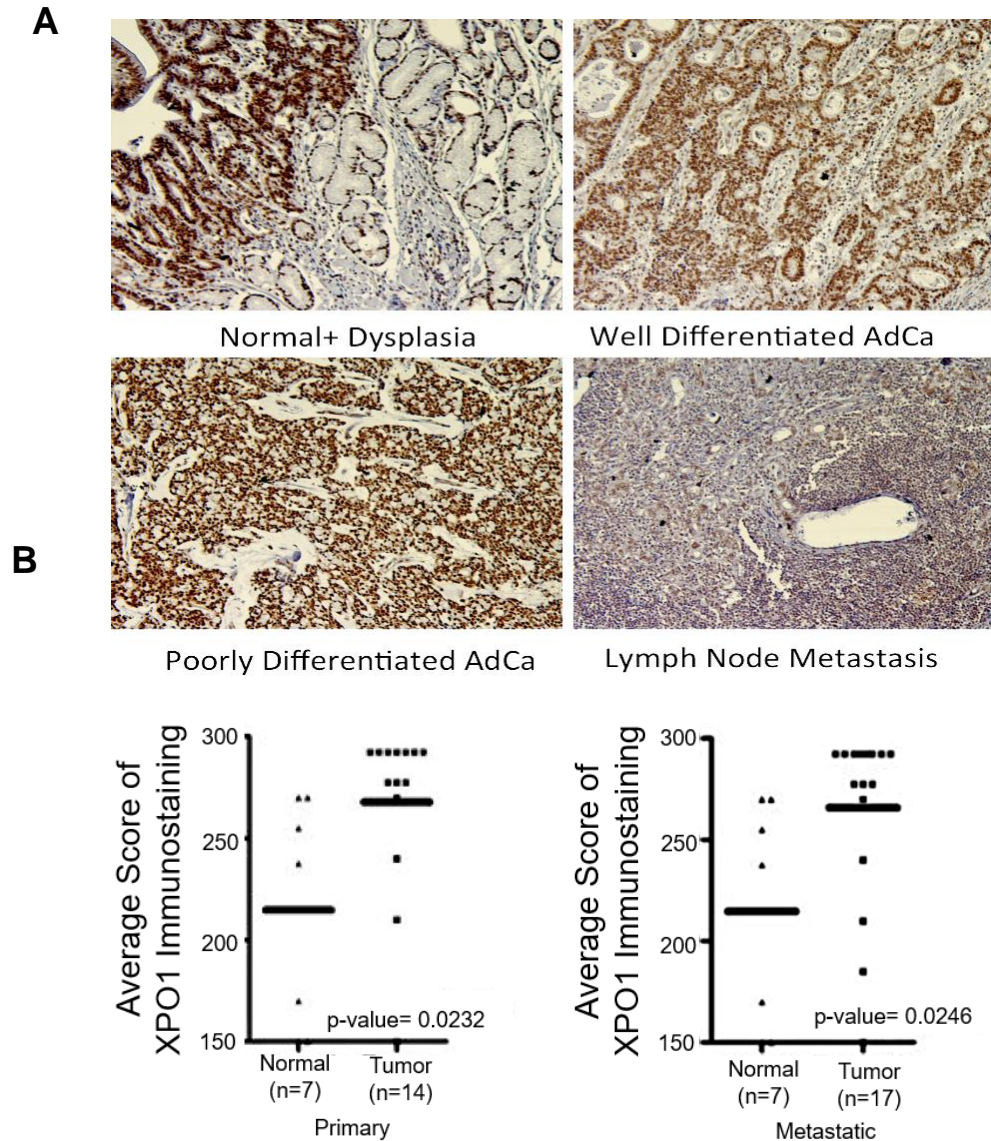 A
Normal+ Dysplasia
Well Differentiated AdCa
B
Poorly Differentiated AdCa
Lymph Node Metastasis
Average Score of
XPO1 Immunostaining
300
250
200
150
p-value= 0.0232
Normal
(n=7)
Tumor
(n=14)
Primary
Average Score of
XPO1 Immunostaining
300
250
200
150
p-value= 0.0246
Normal
(n=7)
Tumor
(n=17)
Metastatic